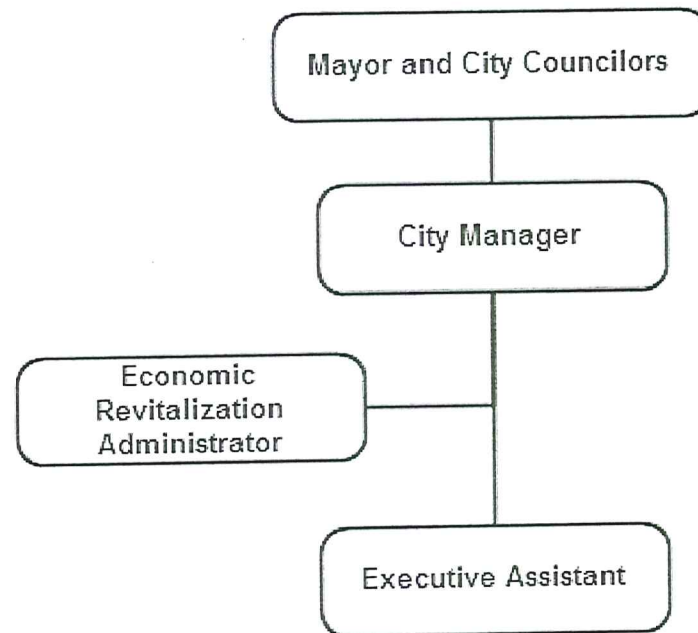 Mayor and City Councilors
City Manager
Economic
Revitalization
Administrator
Executive Assistant